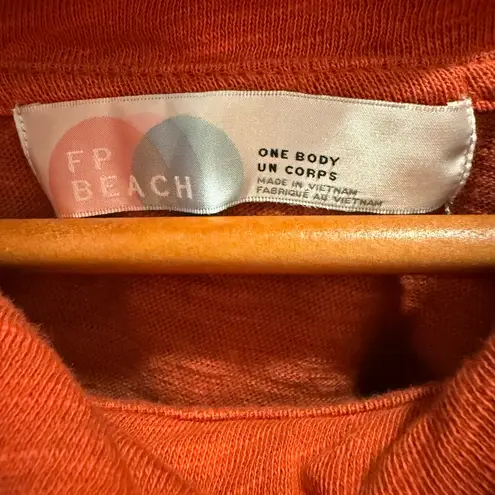 FP
BEACH
ONE BODY
UN CORPS
MADE IN VIETNAM
FABRIQUÉ AU VIETNAM